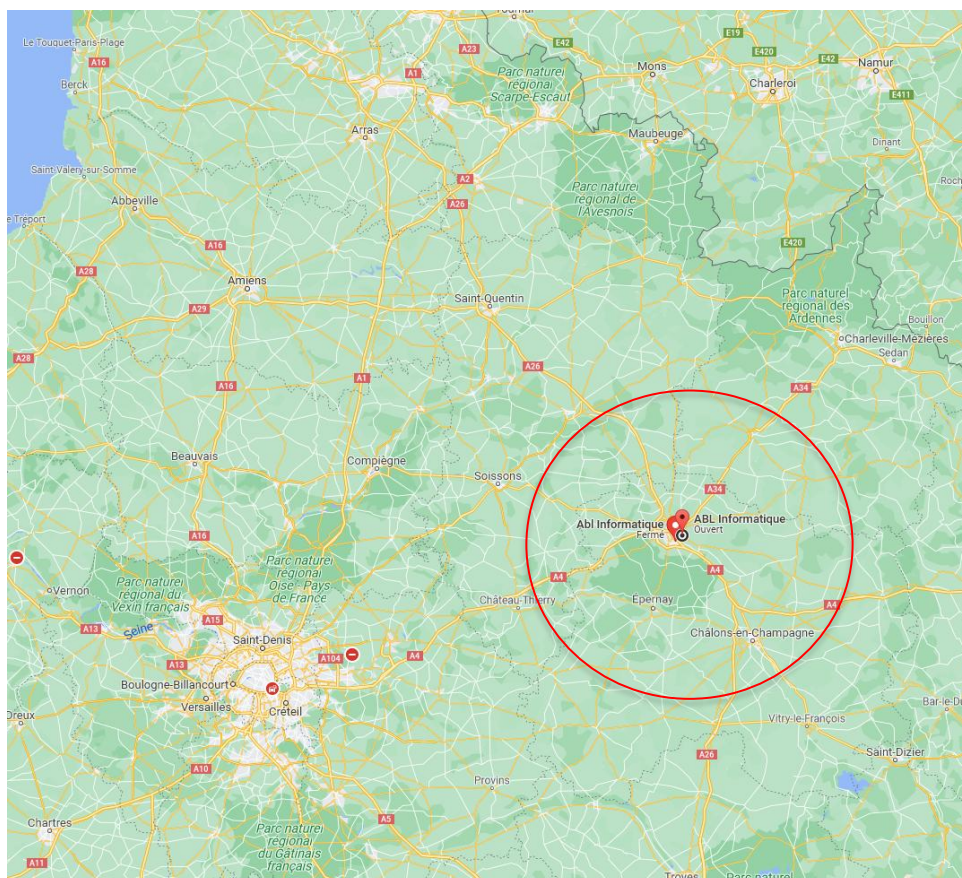 Tournai
E42
E19
E420
Le Touquet-Paris-Plage
A16
A23
A1
Parc naturel
régional
Scarpe-Escaut
Mons
E42
Namur
Charleroi
Berck
E411
Arras
Maubeuge
Dinant
Saint-Valery-sur-Somme
A2
Parc naturel
régional de
l'Avesnois
Roch
Abbeville
A26
e Tréport
A16
E420
A28
Amiens
Saint-Quentin
Parc naturel
régional des
Ardennes
A29
Bouillon
Charleville-Mézières
Sedan
A28
A26
A1
A16
A34
Beauvais
Compiègne
Soissons
A34
Abl Informatique
Fermé
ABL Informatique
Ouvert
A16
Parc naturel
régional
Oise - Pays
de France
Parc naturel
régional du
Vexin français
A4
A4
Vernon
Château-Thierry
Epernay
A4
A15
Seine
A13
Saint-Denis
Châlons-en-Champagne
A13
A104
A4
Boulogne-Billancourt
Versailles
Créteil
Bar-le-Du
Dreux
Vitry-le-François
A26
Saint-Dizier
A10
Provins
Chartres
A5
Parc naturel
régional
du Gâtinais
français
A11
Troyes
Parc naturel